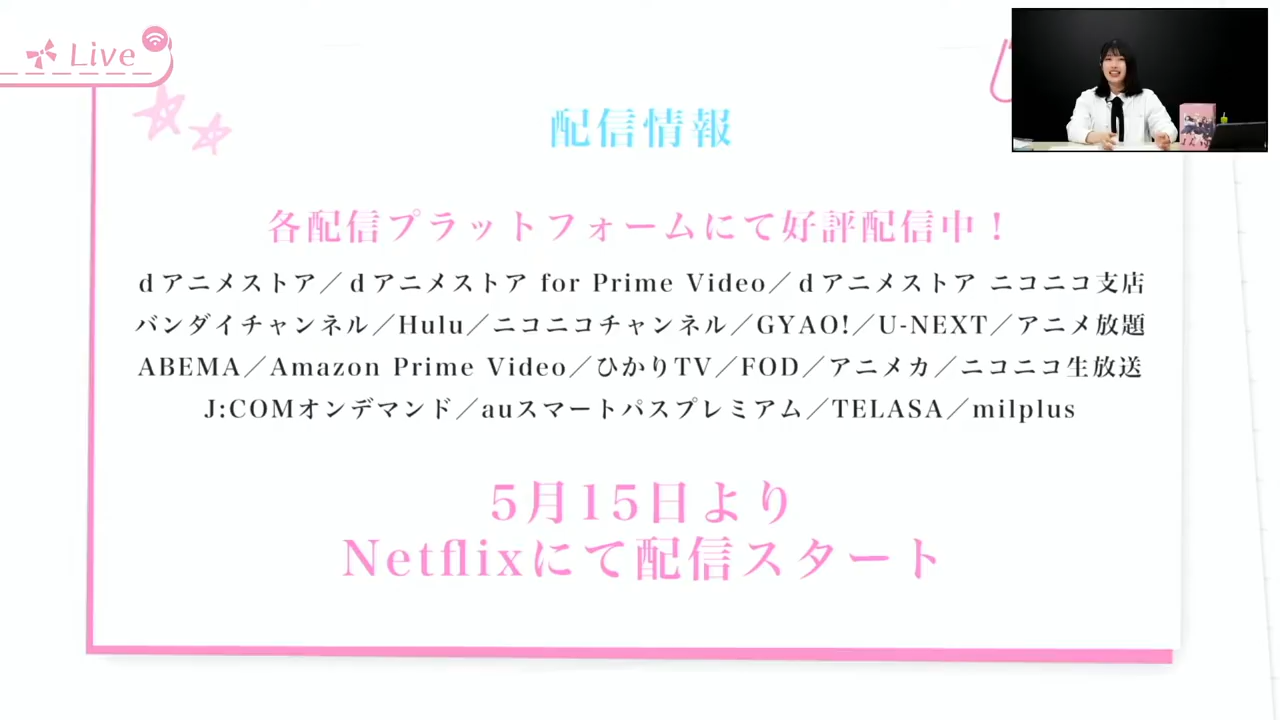 Live
配信情報
各配信プラットフォームにて好評配信中！
dアニメストア／dアニメストア for Prime Video／dアニメストア ニコニコ支店
バンダイチャンネル／Hulu／ニコニコチャンネル／GYAO!／U-NEXT／アニメ放題
ABEMA／Amazon Prime Video／ひかりTV／FOD／アニメカ／ニコニコ生放送
J:COMオンデマンド／auスマートパスプレミアム／TELASA／milplus
5月15日より
Netflixにて配信スタート